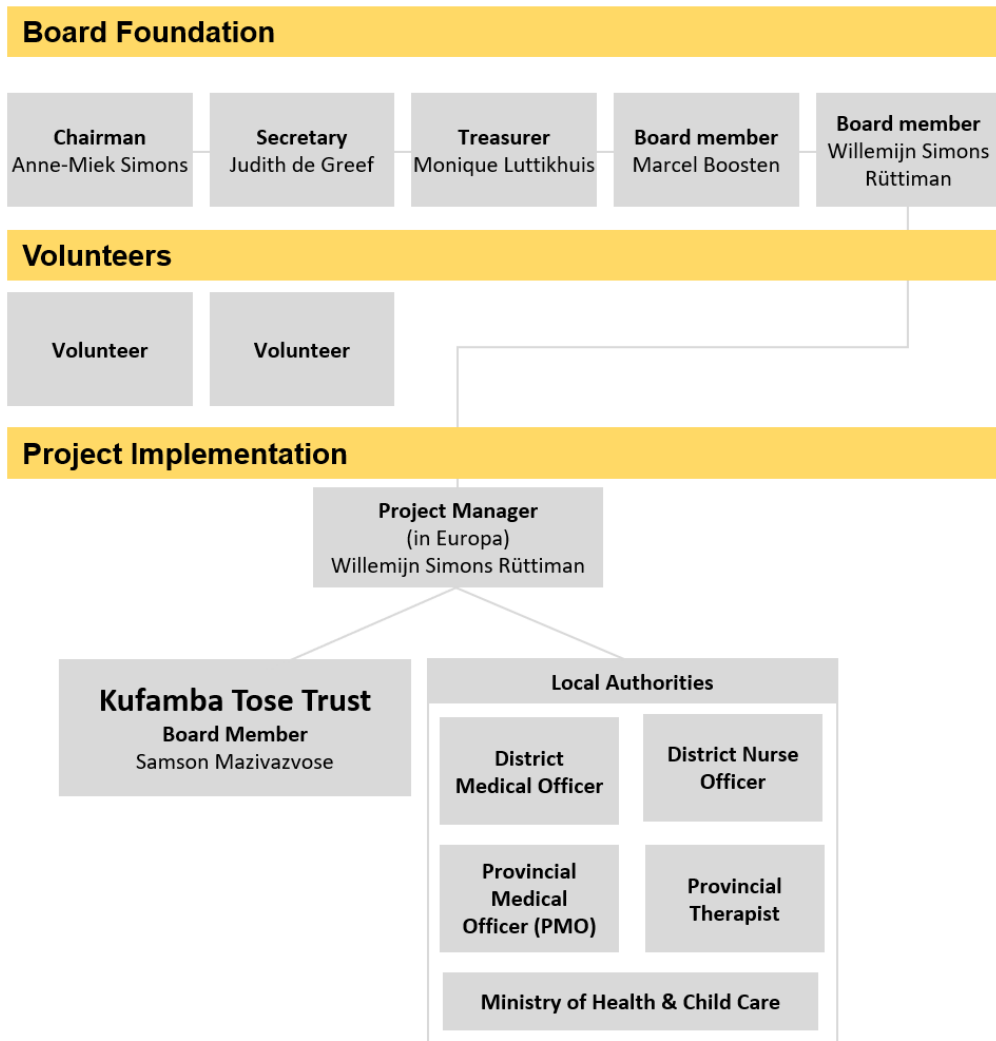 Board Foundation
Chairman
Anne-Miek Simons
Secretary
Judith de Greef
Treasurer
Monique Luttikhuis
Board member
Marcel Boosten
Board member
Willemijn Simons
Rüttiman
Volunteers
Volunteer
Volunteer
Project Implementation
Project Manager
(in Europa)
Willemijn Simons Rüttiman
Kufamba Tose Trust
Board Member
Samson Mazivazvose
Local Authorities
District
Medical Officer
District Nurse
Officer
Provincial
Medical
Officer (PMO)
Provincial
Therapist
Ministry of Health & Child Care